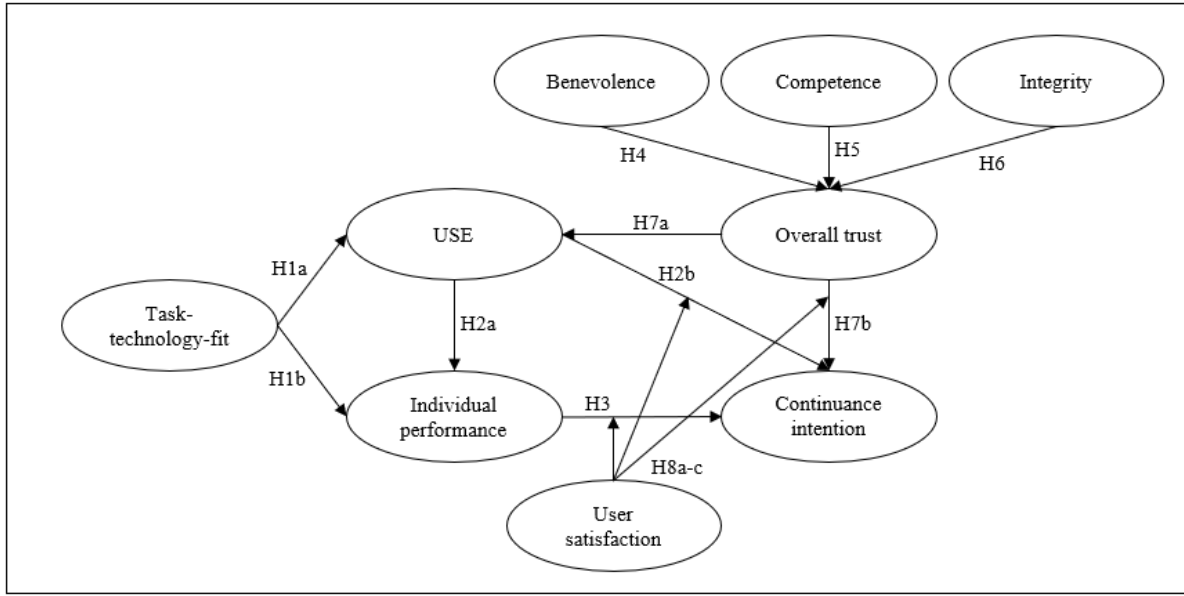 Benevolence
Competence
Integrity
H4
H5
H6
USE
H7a
Overall trust
H1a
H2b
Task-
technology-fit
H2a
H7b
H1b
Individual
performance
H3
Continuance
intention
H8a-c
User
satisfaction